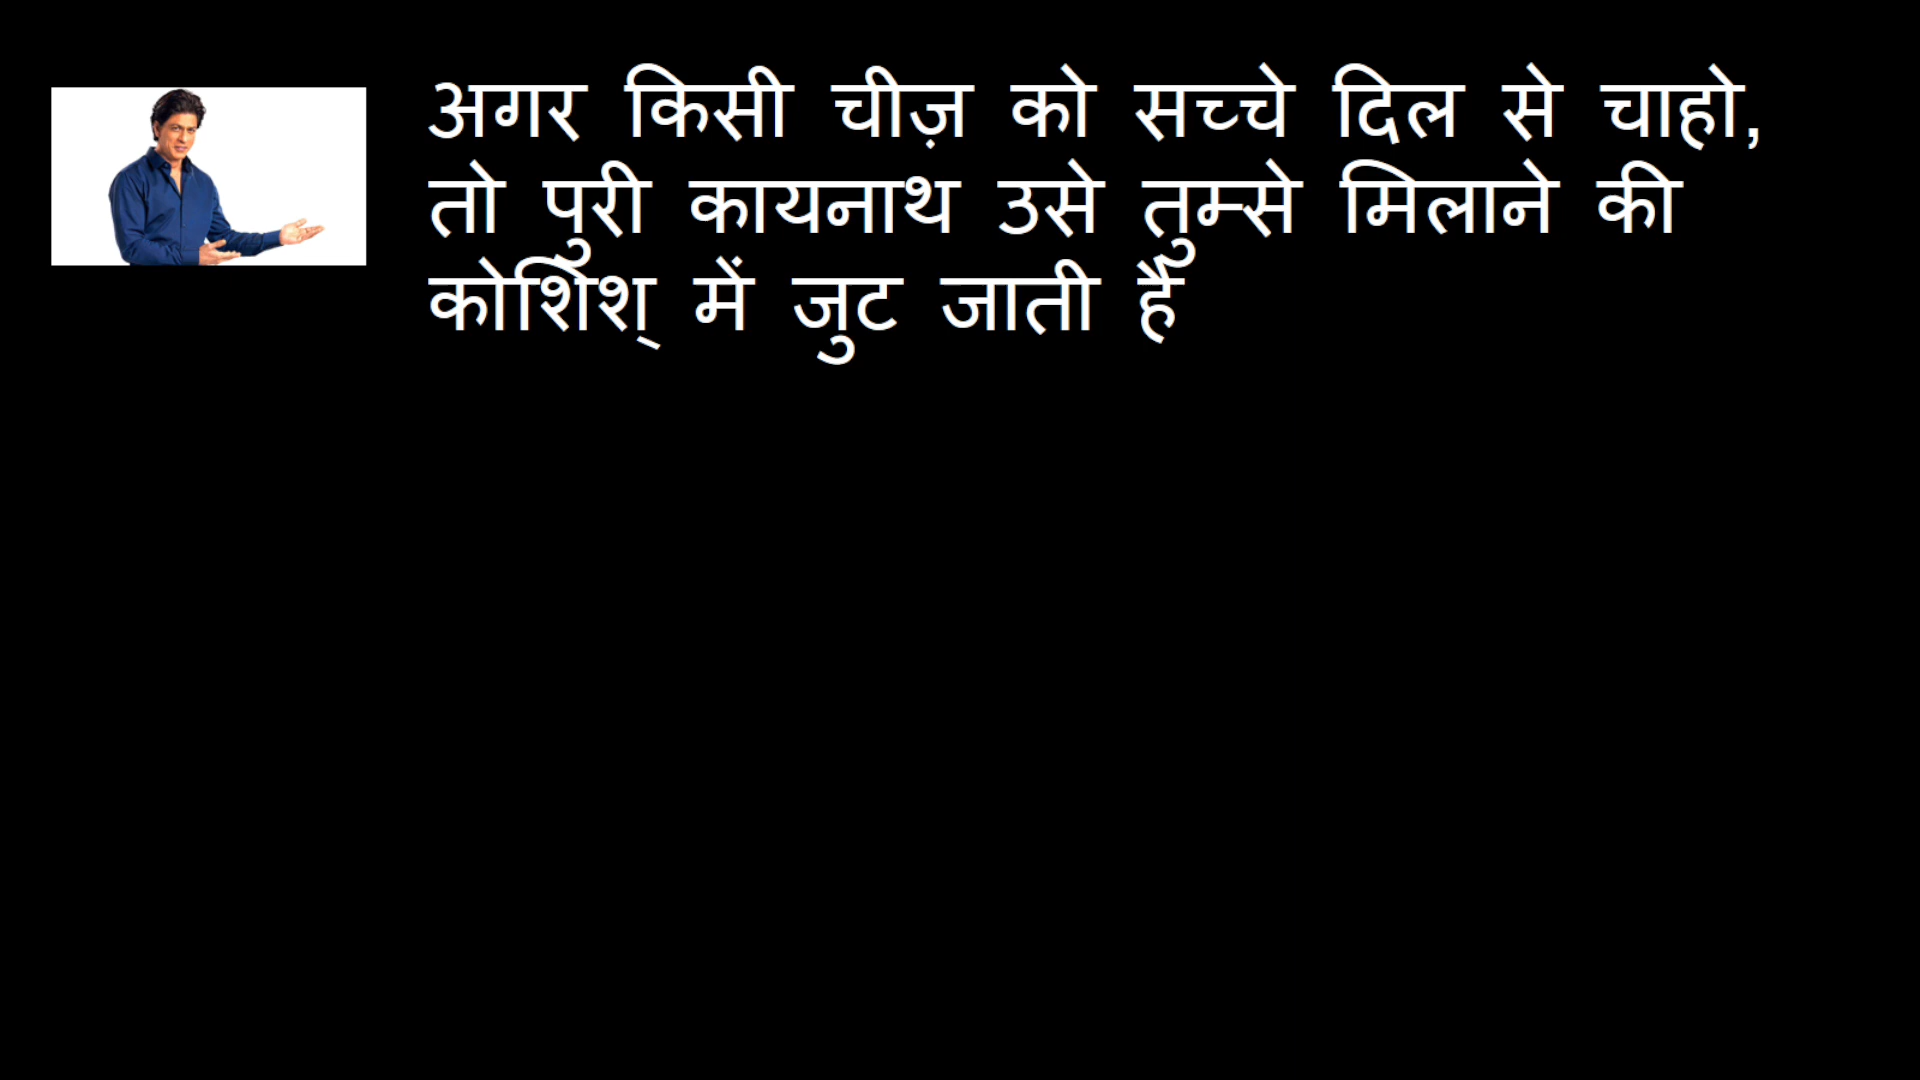 अगर किसी चीज़ को सच्चे दिल से चाहो,
तो पुरी कायनाथ उसे तुम्से मिलाने की
कोशिश् में जुट जाती है